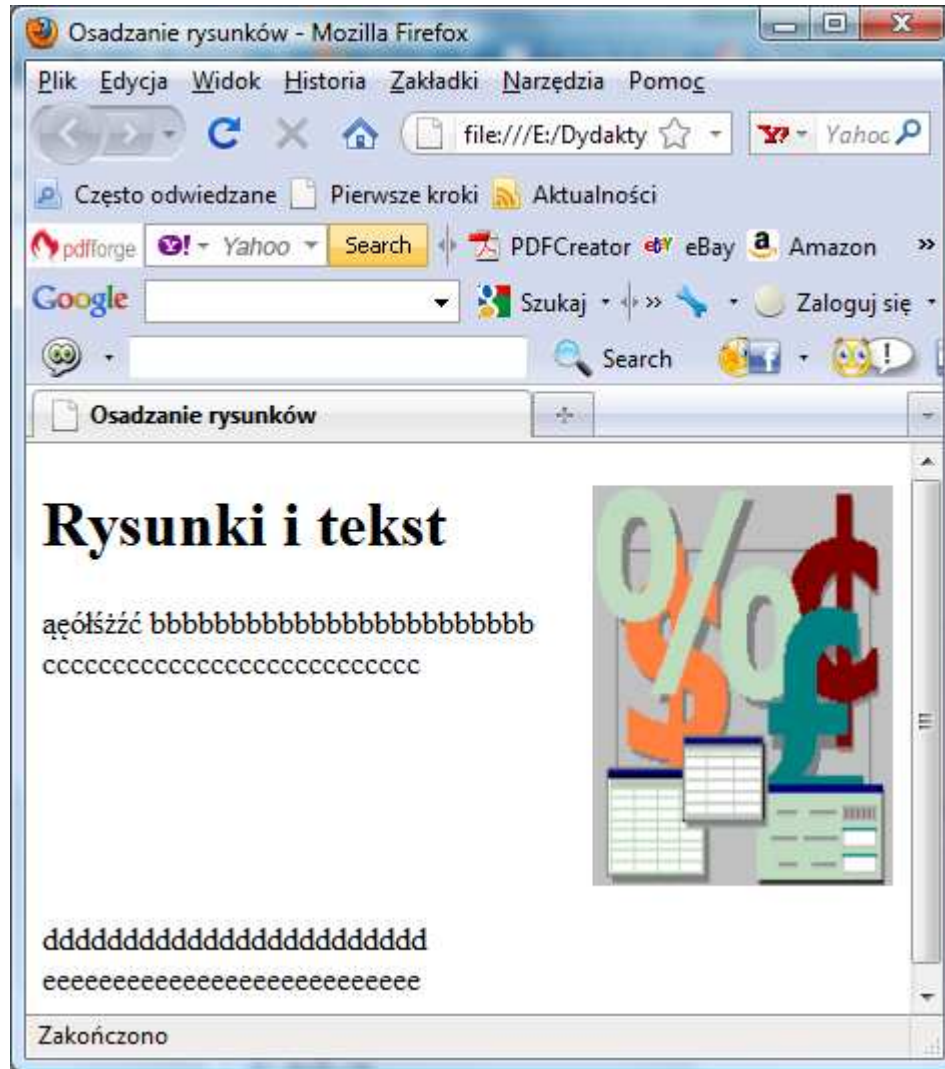 Osadzanie rysunków - Mozilla Firefox
Plik Edycja Widok Historia Zakładki Narzędzia Pomoc
file:///E:/Dydakty Yahoo
Często odwiedzane Pierwsze kroki Aktualności
pdfforge Yahoo Search PDFCreator eBay Amazon »
Google Szukaj » Zaloguj się
Search
Osadzanie rysunków
Rysunki i tekst
ąęółśżźć bbbbbbbbbbbbbbbbbbbbbbbb
ccccccccccccccccccccccccccc
dddddddddddddddddddddddd
eeeeeeeeeeeeeeeeeeeeeeeeeee
Zakończono